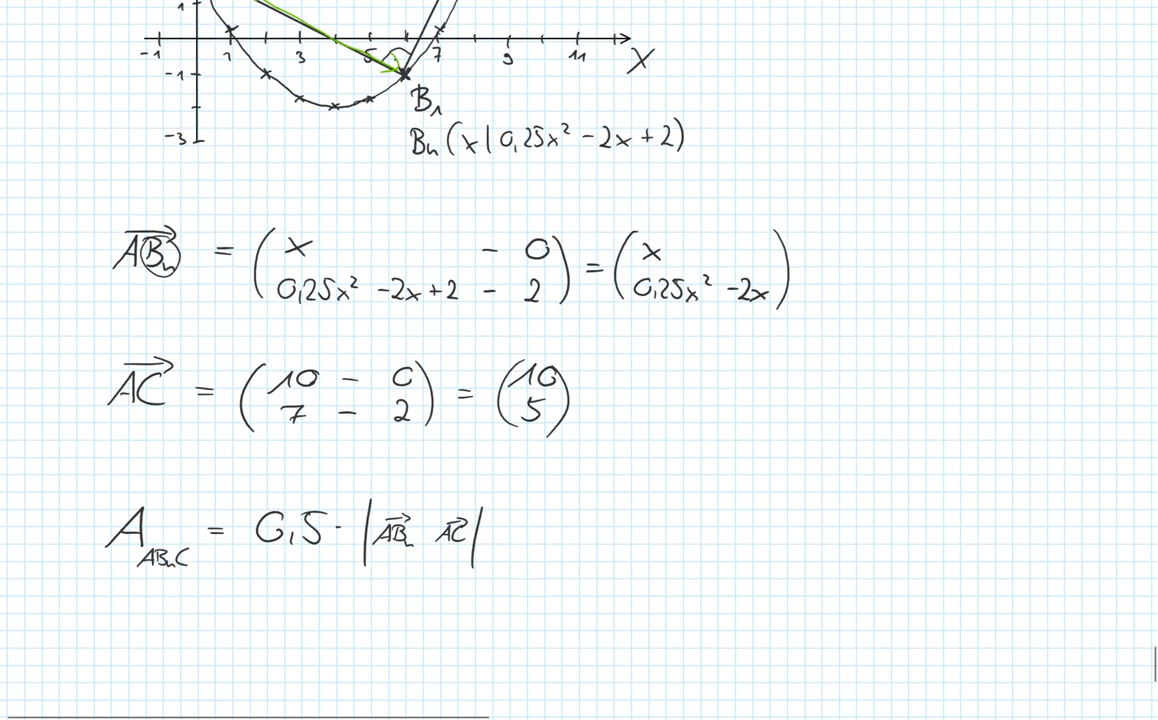 1
-1 1 3 5 7 9 11 X
-1
B₁
-3
Bₙ(x|0,25x² - 2x + 2)
ABₙ = (x - 0) = (x)
(0,25x² - 2x + 2 - 2) (0,25x² - 2x)
AC = (10 - 0) = (10)
(7 - 2) (5)
A_ABₙC = 0,5 · |ABₙ AC|